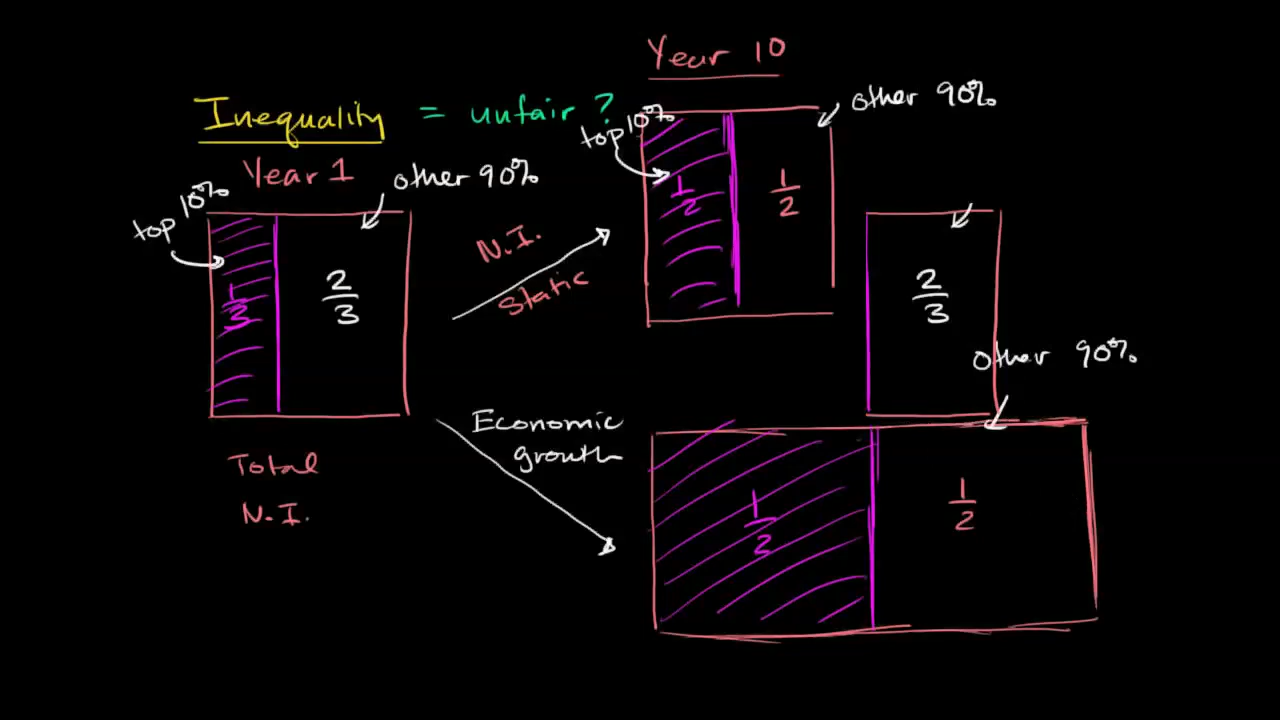 Year 10
Inequality = unfair ?
other 90%
top 10%
1/2
1/2
Year 1
other 90%
top 10%
1/3
2/3
N.I.
Static
2/3
other 90%
Economic
growth
1/2
1/2
Total
N.I.